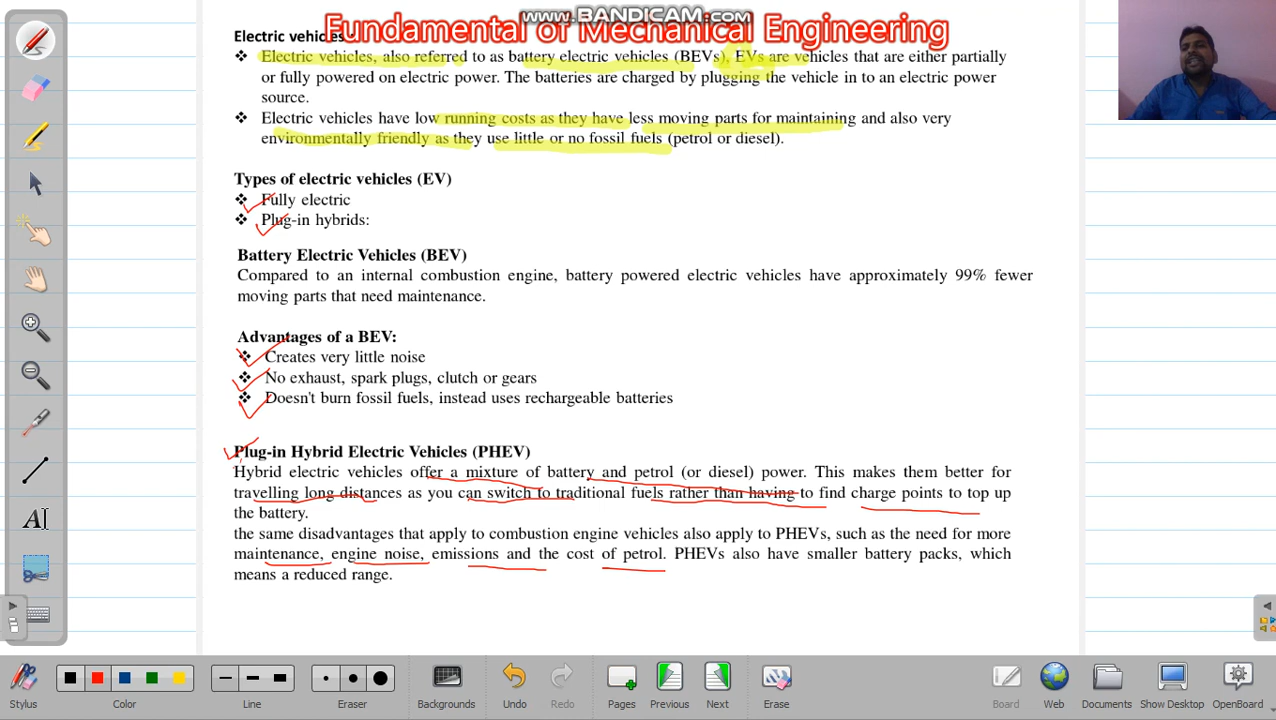 www.BANDICAM.com
Fundamental of Mechanical Engineering
Electric vehicles
❖ Electric vehicles, also referred to as battery electric vehicles (BEVs), EVs are vehicles that are either partially
or fully powered on electric power. The batteries are charged by plugging the vehicle in to an electric power
source.
❖ Electric vehicles have low running costs as they have less moving parts for maintaining and also very
environmentally friendly as they use little or no fossil fuels (petrol or diesel).
Types of electric vehicles (EV)
❖ Fully electric
❖ Plug-in hybrids:
Battery Electric Vehicles (BEV)
Compared to an internal combustion engine, battery powered electric vehicles have approximately 99% fewer
moving parts that need maintenance.
Advantages of a BEV:
❖ Creates very little noise
❖ No exhaust, spark plugs, clutch or gears
❖ Doesn't burn fossil fuels, instead uses rechargeable batteries
Plug-in Hybrid Electric Vehicles (PHEV)
Hybrid electric vehicles offer a mixture of battery and petrol (or diesel) power. This makes them better for
travelling long distances as you can switch to traditional fuels rather than having to find charge points to top up
the battery.
the same disadvantages that apply to combustion engine vehicles also apply to PHEVs, such as the need for more
maintenance, engine noise, emissions and the cost of petrol. PHEVs also have smaller battery packs, which
means a reduced range.
Stylus Color Line Eraser Backgrounds Undo Redo Pages Previous Next Erase Board Web Documents Show Desktop OpenBoard